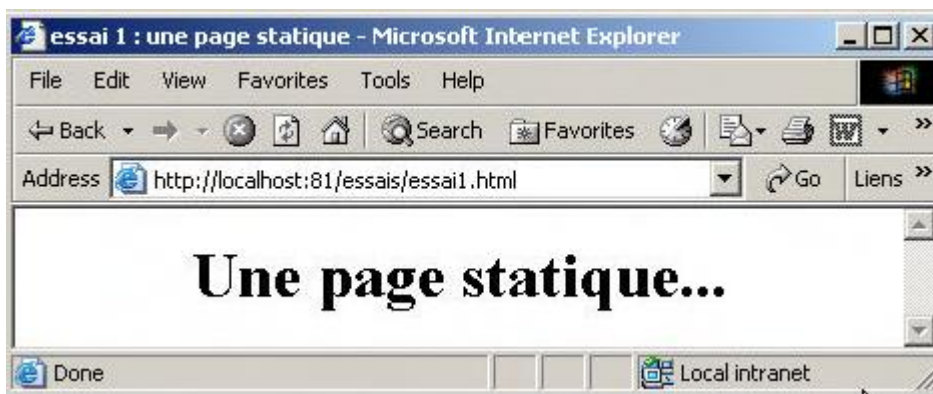 essai 1 : une page statique - Microsoft Internet Explorer
File Edit View Favorites Tools Help
Back Search Favorites
Address http://localhost:81/essais/essai1.html Go Liens
Une page statique...
Done Local intranet